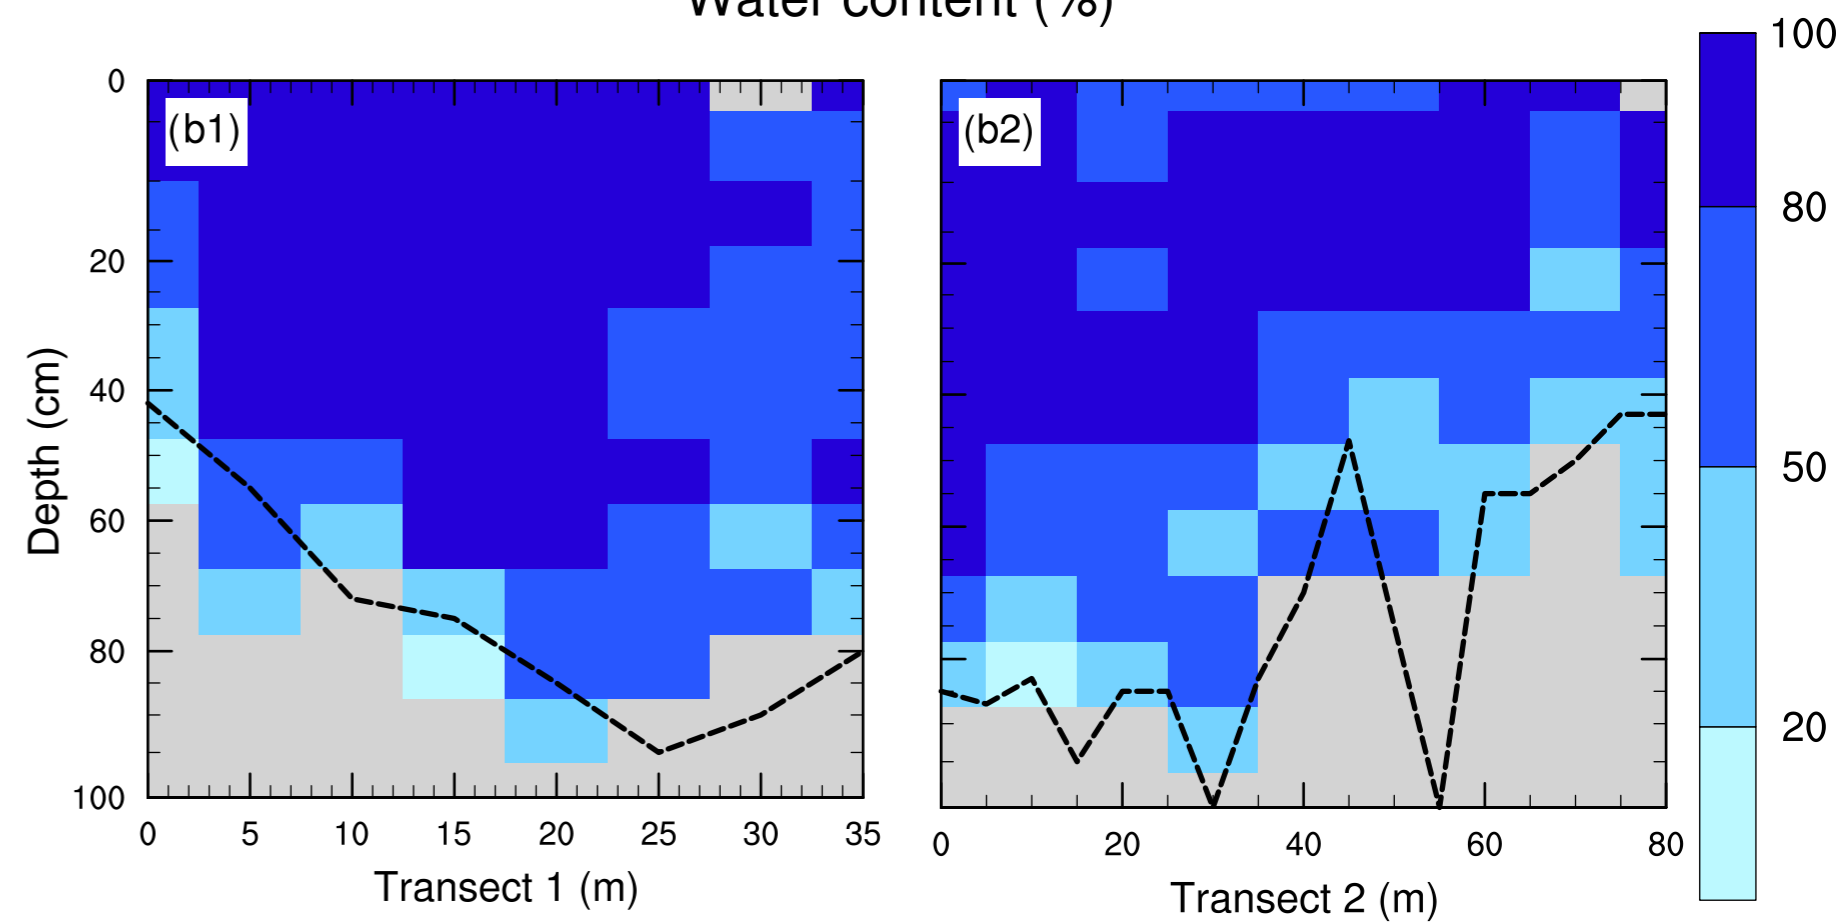 Water content (%)
(b1)
(b2)
0
20
40
60
80
100
Depth (cm)
0 5 10 15 20 25 30 35
Transect 1 (m)
0 20 40 60 80
Transect 2 (m)
100
80
50
20